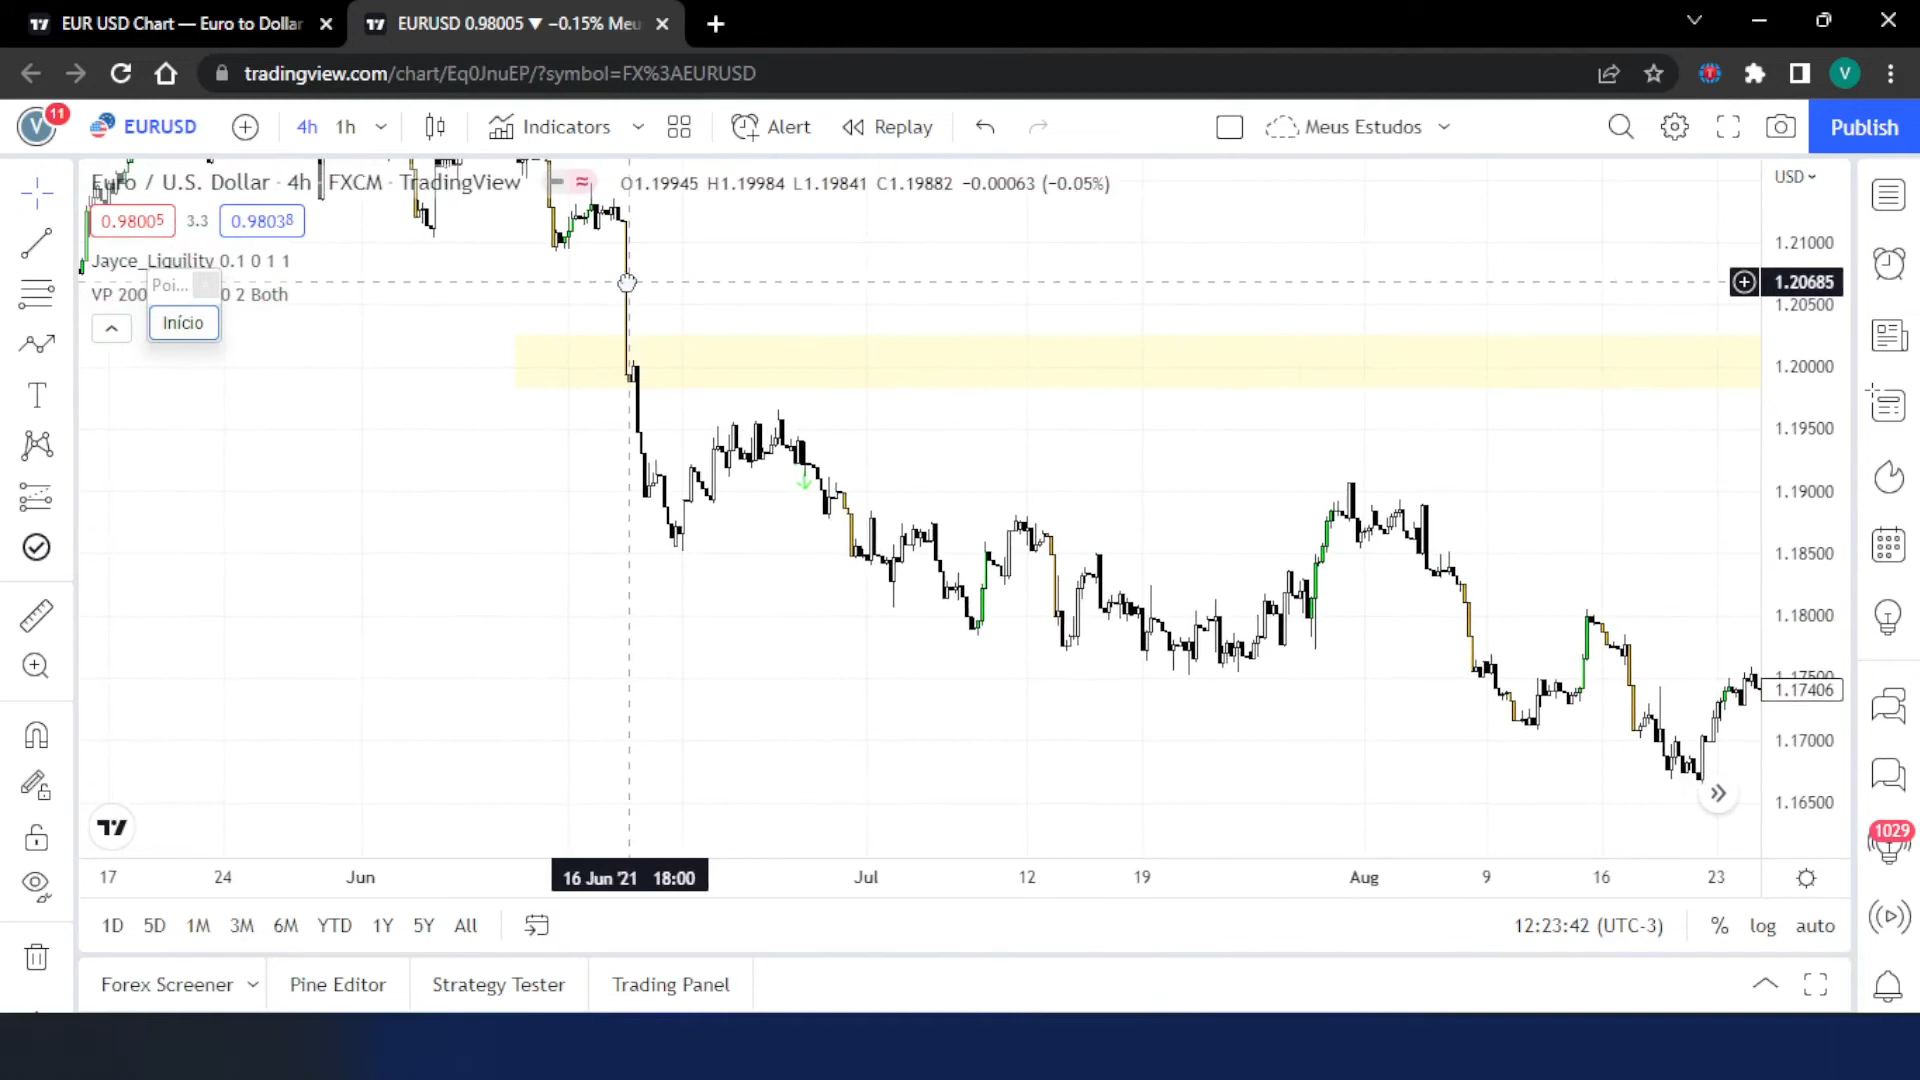 EUR USD Chart — Euro to Dollar
EURUSD 0.98005 ▼ −0.15% Meu
tradingview.com/chart/Eq0JnuEP/?symbol=FX%3AEURUSD
V
V
11
EURUSD
4h
1h
Indicators
Alert
Replay
Meus Estudos
Publish
Euro / U.S. Dollar · 4h · FXCM · TradingView
O1.19945 H1.19984 L1.19841 C1.19882 −0.00063 (−0.05%)
USD
0.98005
3.3
0.98038
Jayce_Liquility 0.1 0 1 1
Poi...
VP 200 0 2 Both
Início
1.21000
1.20685
1.20500
1.20000
1.19500
1.19000
1.18500
1.18000
1.17500
1.17406
1.17000
1.16500
1029
17
24
Jun
16 Jun '21 18:00
Jul
12
19
Aug
9
16
23
1D
5D
1M
3M
6M
YTD
1Y
5Y
All
12:23:42 (UTC-3)
%
log
auto
Forex Screener
Pine Editor
Strategy Tester
Trading Panel